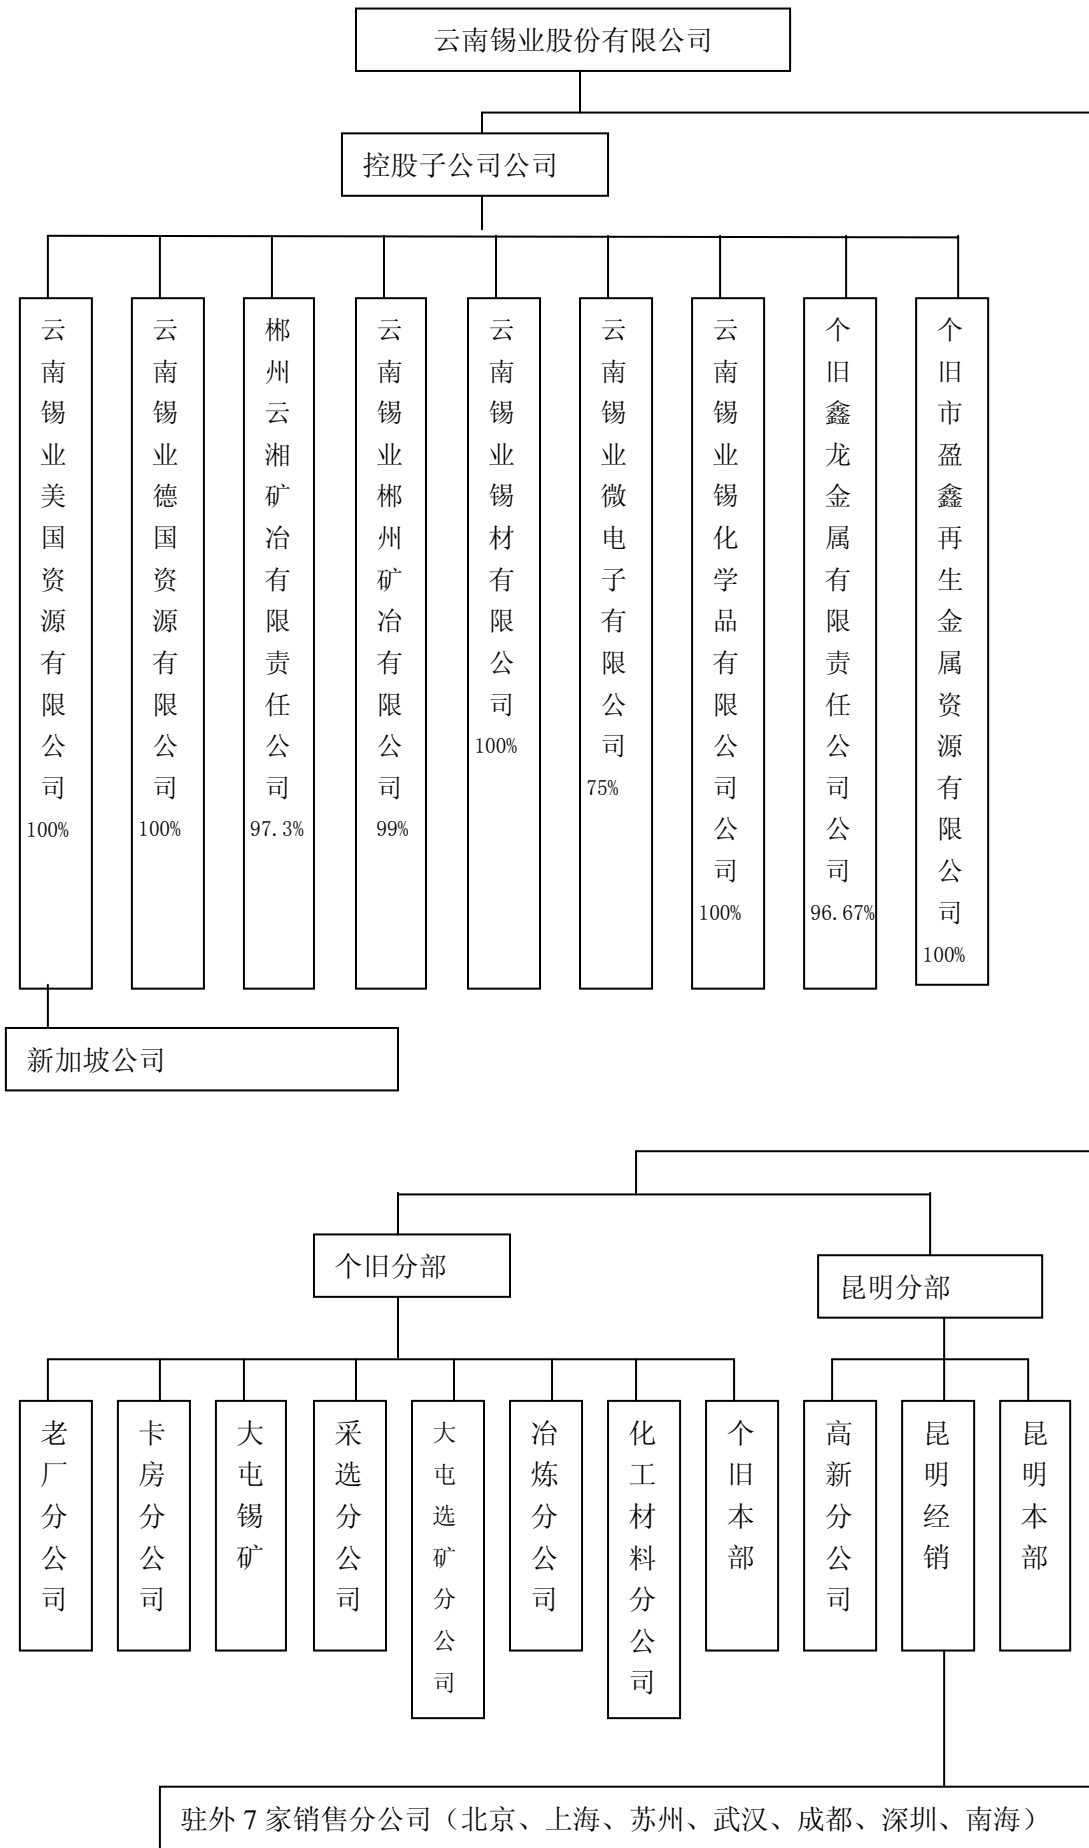 云南锡业股份有限公司
控股子公司公司
云南锡业美国资源有限公司
100%
云南锡业德国资源有限公司
100%
郴州云湘矿冶有限责任公司
97.3%
云南锡业郴州矿冶有限公司
99%
云南锡业锡材有限公司
100%
云南锡业微电子有限公司
75%
云南锡业锡化学品有限公司公司
100%
个旧鑫龙金属有限责任公司公司
96.67%
个旧市盈鑫再生金属资源有限公司
100%
新加坡公司
个旧分部
昆明分部
老厂分公司
卡房分公司
大屯锡矿
采选分公司
大屯选矿分公司
冶炼分公司
化工材料分公司
个旧本部
高新分公司
昆明经销
昆明本部
驻外 7 家销售分公司（北京、上海、苏州、武汉、成都、深圳、南海）